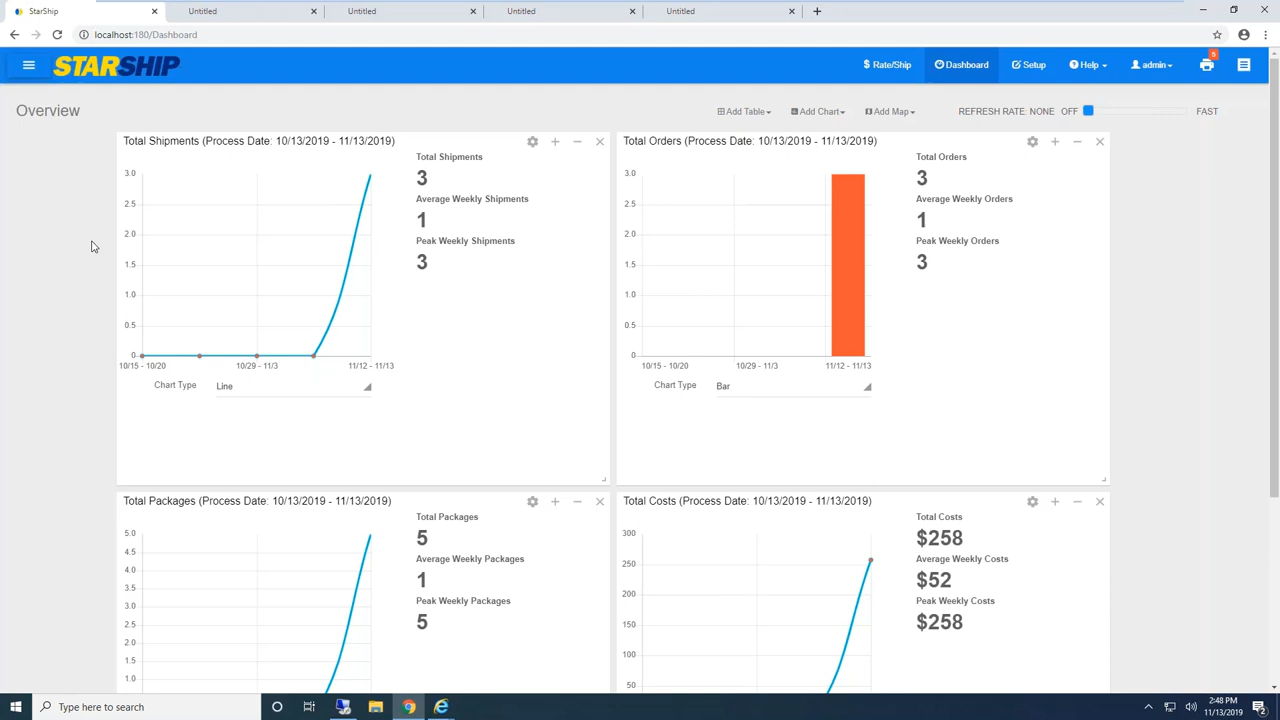 StarShip
Untitled
Untitled
Untitled
Untitled
localhost:180/Dashboard
STARSHIP
$ Rate/Ship
Dashboard
Setup
Help
admin
5
Overview
Add Table
Add Chart
Add Map
REFRESH RATE: NONE OFF
FAST
Total Shipments (Process Date: 10/13/2019 - 11/13/2019)
Total Shipments
3
Average Weekly Shipments
1
Peak Weekly Shipments
3
3.0
2.5
2.0
1.5
1.0
0.5
0
10/15 - 10/20
10/29 - 11/3
11/12 - 11/13
Chart Type
Line
Total Orders (Process Date: 10/13/2019 - 11/13/2019)
Total Orders
3
Average Weekly Orders
1
Peak Weekly Orders
3
3.0
2.5
2.0
1.5
1.0
0.5
0
10/15 - 10/20
10/29 - 11/3
11/12 - 11/13
Chart Type
Bar
Total Packages (Process Date: 10/13/2019 - 11/13/2019)
Total Packages
5
Average Weekly Packages
1
Peak Weekly Packages
5
5.0
4.5
4.0
3.5
3.0
2.5
2.0
1.5
1.0
Total Costs (Process Date: 10/13/2019 - 11/13/2019)
Total Costs
$258
Average Weekly Costs
$52
Peak Weekly Costs
$258
300
250
200
150
100
50
Type here to search
2:48 PM
11/13/2019
2